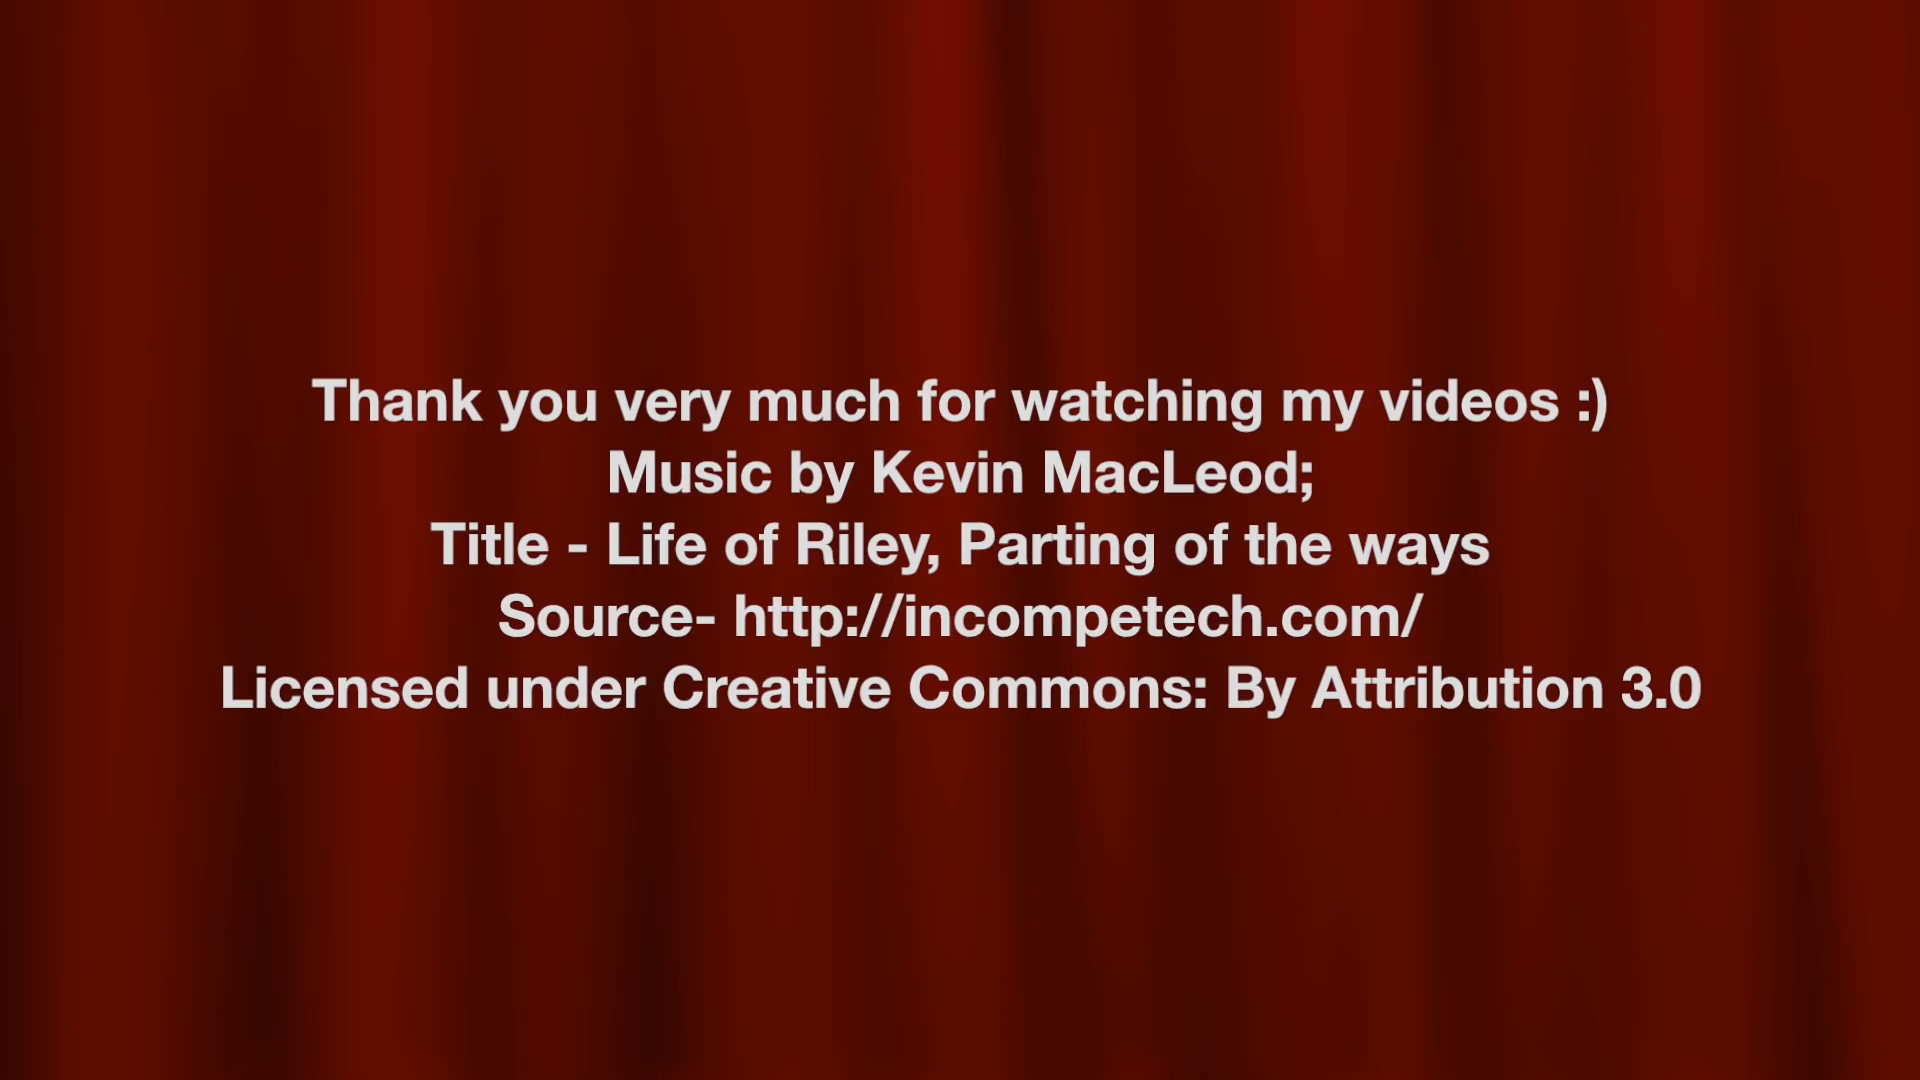 Thank you very much for watching my videos :)
Music by Kevin MacLeod;
Title - Life of Riley, Parting of the ways
Source- http://incompetech.com/
Licensed under Creative Commons: By Attribution 3.0